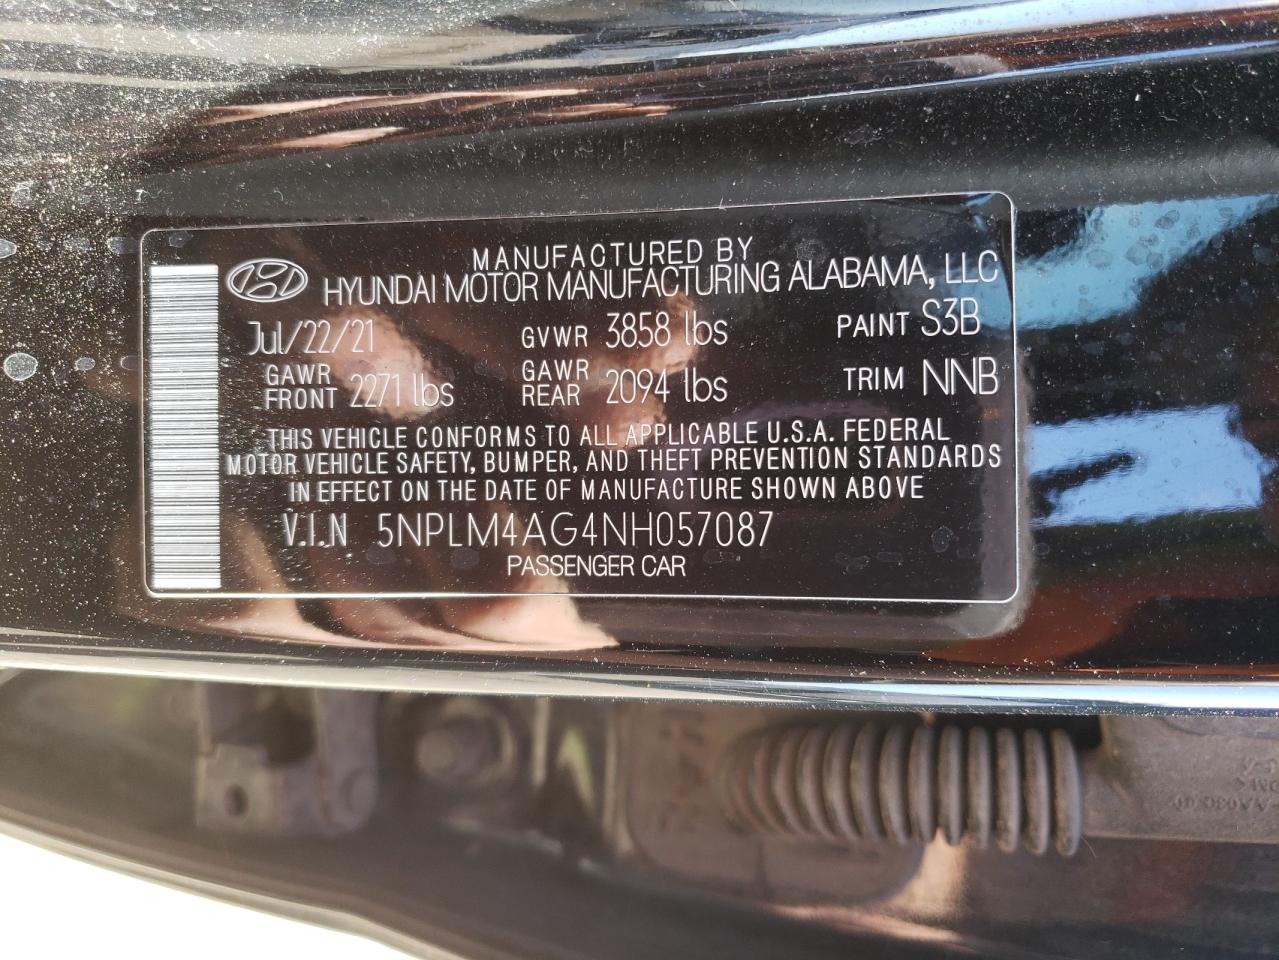 MANUFACTURED BY
HYUNDAI MOTOR MANUFACTURING ALABAMA, LLC
Jul/22/21 GVWR 3858 lbs PAINT S3B
GAWR FRONT 2271 lbs GAWR REAR 2094 lbs TRIM NNB
THIS VEHICLE CONFORMS TO ALL APPLICABLE U.S.A. FEDERAL
MOTOR VEHICLE SAFETY, BUMPER, AND THEFT PREVENTION STANDARDS
IN EFFECT ON THE DATE OF MANUFACTURE SHOWN ABOVE
V.I.N 5NPLM4AG4NH057087
PASSENGER CAR